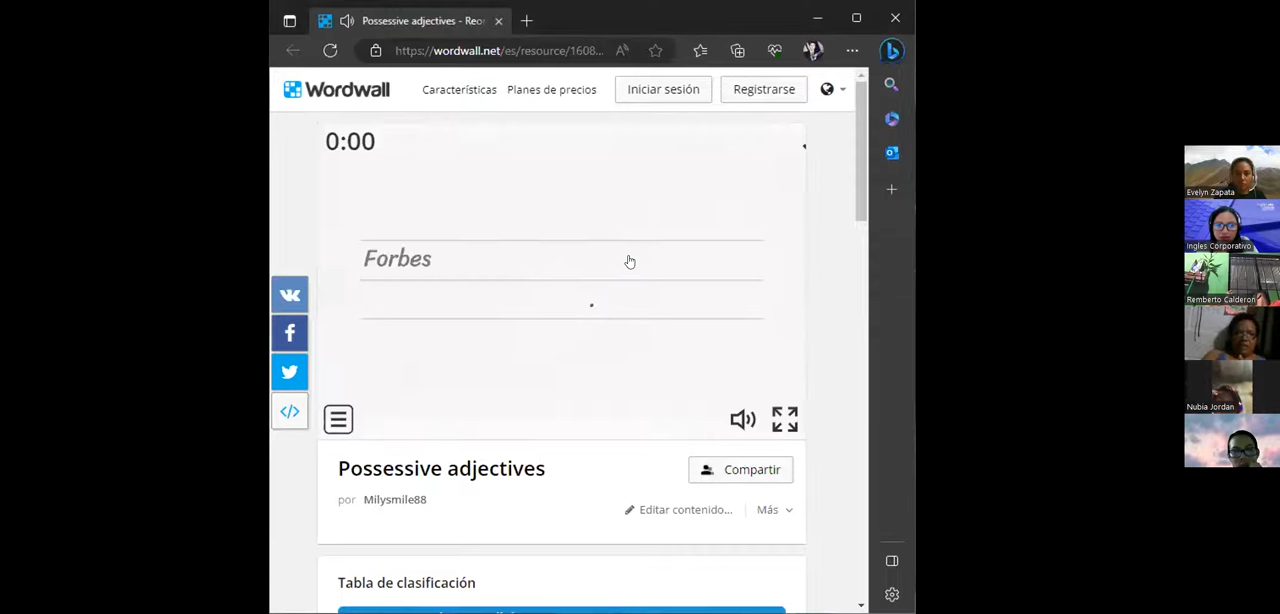 Possessive adjectives - Reo
https://wordwall.net/es/resource/1608...
Wordwall
Características
Planes de precios
Iniciar sesión
Registrarse
0:00
Forbes
.
Possessive adjectives
Compartir
por Milysmile88
Editar contenido...
Más
Tabla de clasificación
Evelyn Zapata
Ingles Corporativo
Remberto Calderon
Nubia Jordan